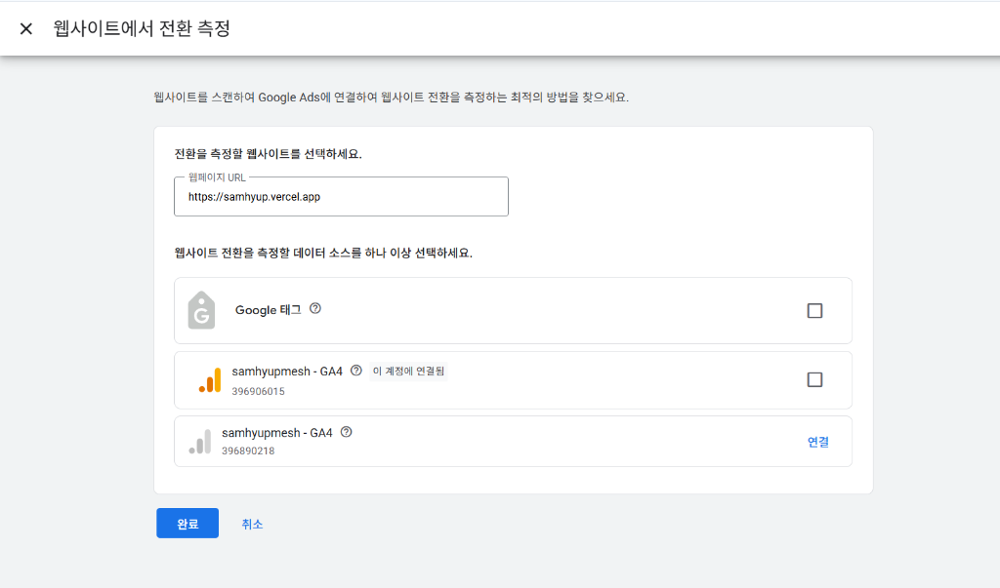 웹사이트에서 전환 측정
웹사이트를 스캔하여 Google Ads에 연결하여 웹사이트 전환을 측정하는 최적의 방법을 찾으세요.
전환을 측정할 웹사이트를 선택하세요.
웹페이지 URL
https://samhyup.vercel.app
웹사이트 전환을 측정할 데이터 소스를 하나 이상 선택하세요.
Google 태그
samhyupmesh - GA4 이 계정에 연결됨
396906015
samhyupmesh - GA4
396890218
연결
완료 취소